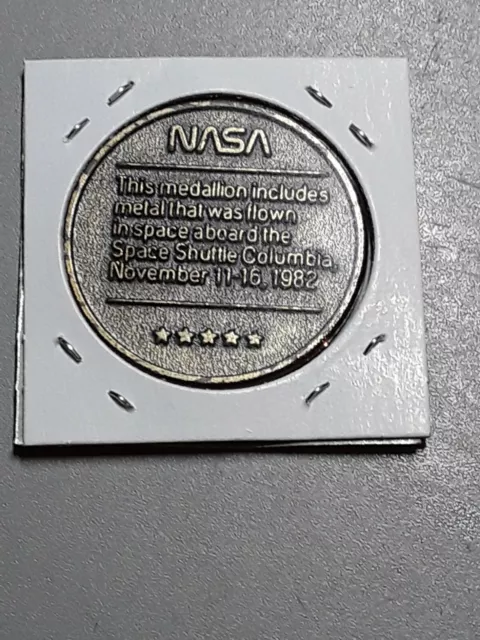 NASA
This medallion includes
metal that was flown
in space aboard the
Space Shuttle Columbia,
November 11-16, 1982